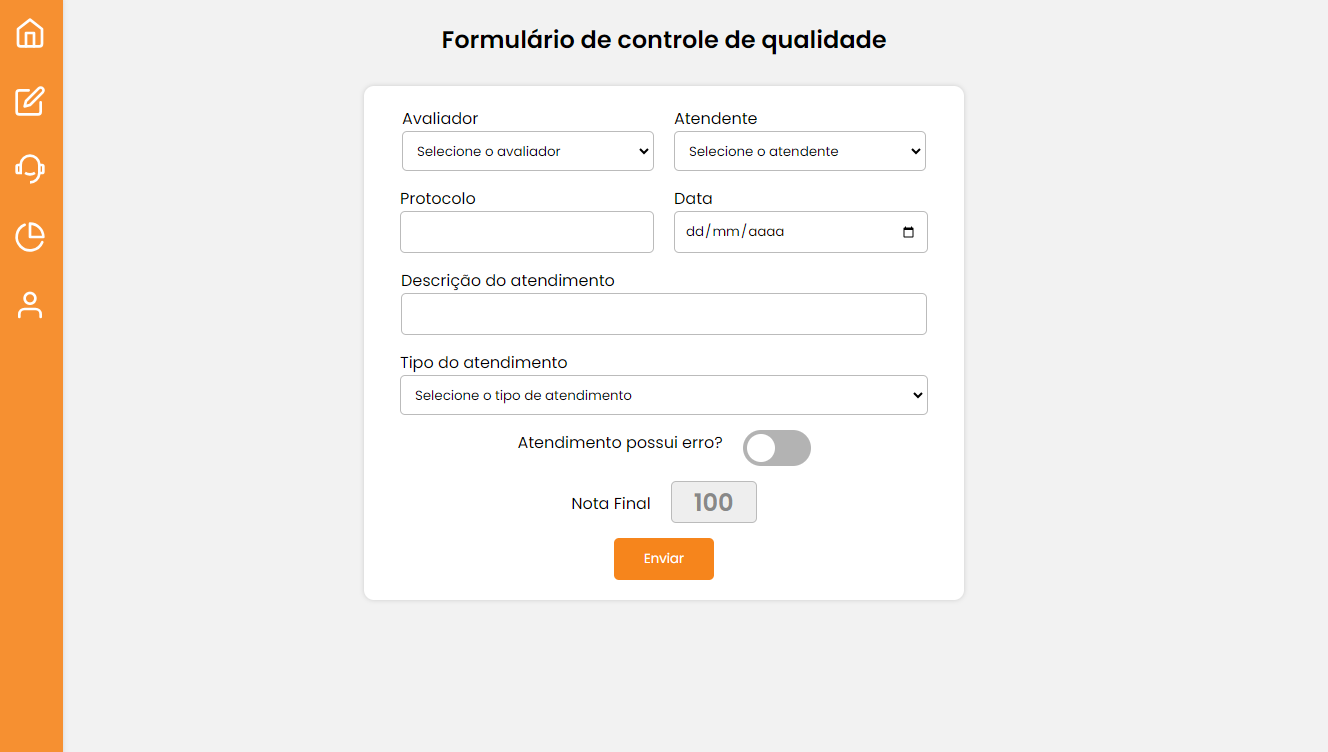 Formulário de controle de qualidade
Avaliador
Atendente
Selecione o avaliador
Selecione o atendente
Protocolo
Data
dd/mm/aaaa
Descrição do atendimento
Tipo do atendimento
Selecione o tipo de atendimento
Atendimento possui erro?
Nota Final
100
Enviar